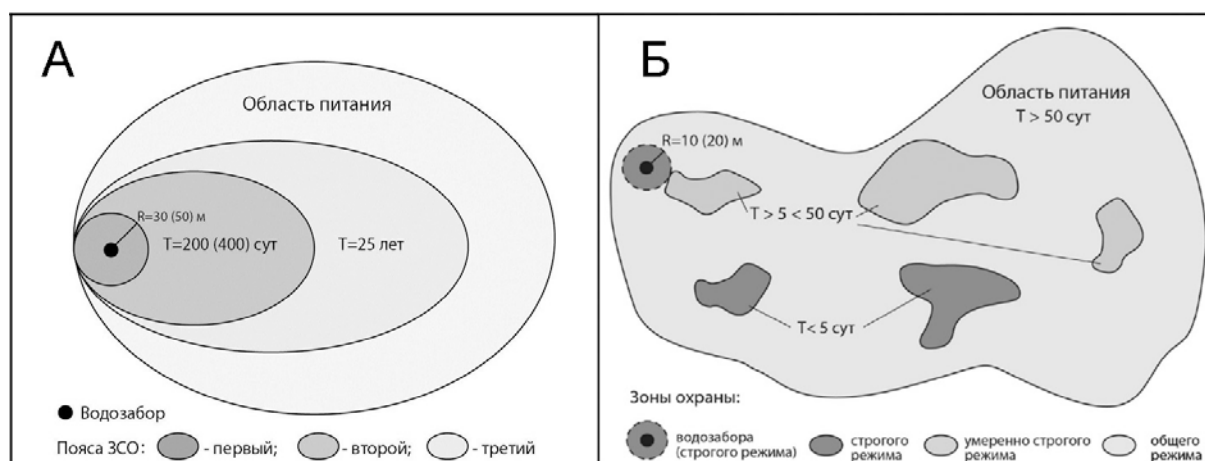 А
Область питания
R=30 (50) м
T=200 (400) сут
T=25 лет
Водозабор
Пояса ЗСО:
- первый;
- второй;
- третий
Б
Область питания
T > 50 сут
R=10 (20) м
T > 5 < 50 сут
T< 5 сут
Зоны охраны:
водозабора
(строгого режима)
строгого
режима
умеренно строгого
режима
общего
режима